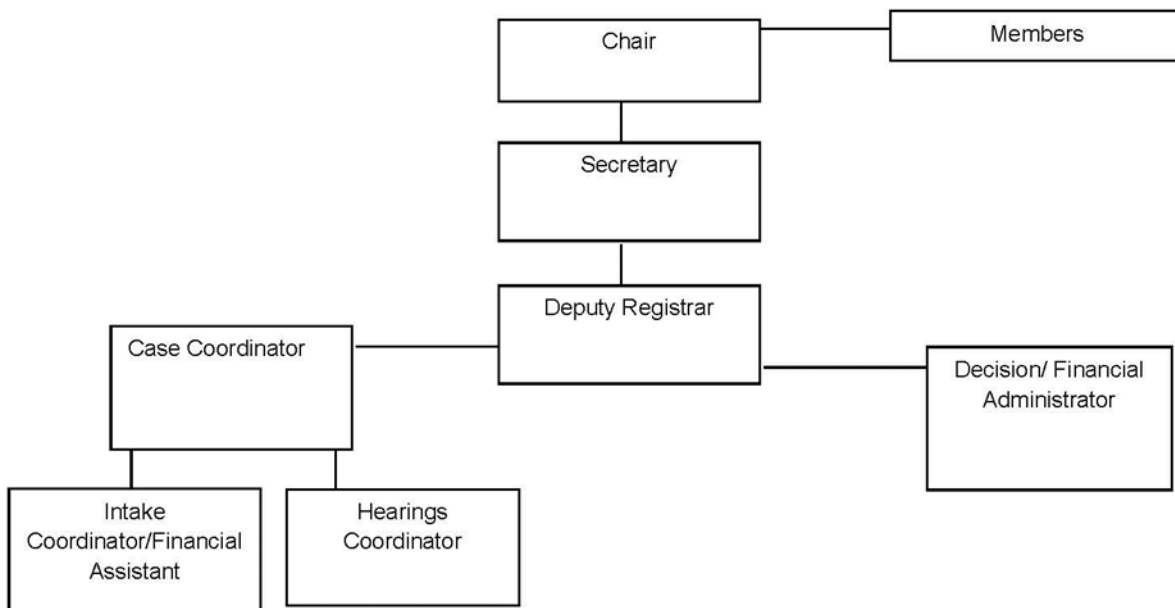 Chair
Members
Secretary
Deputy Registrar
Case Coordinator
Decision/ Financial
Administrator
Intake
Coordinator/Financial
Assistant
Hearings
Coordinator